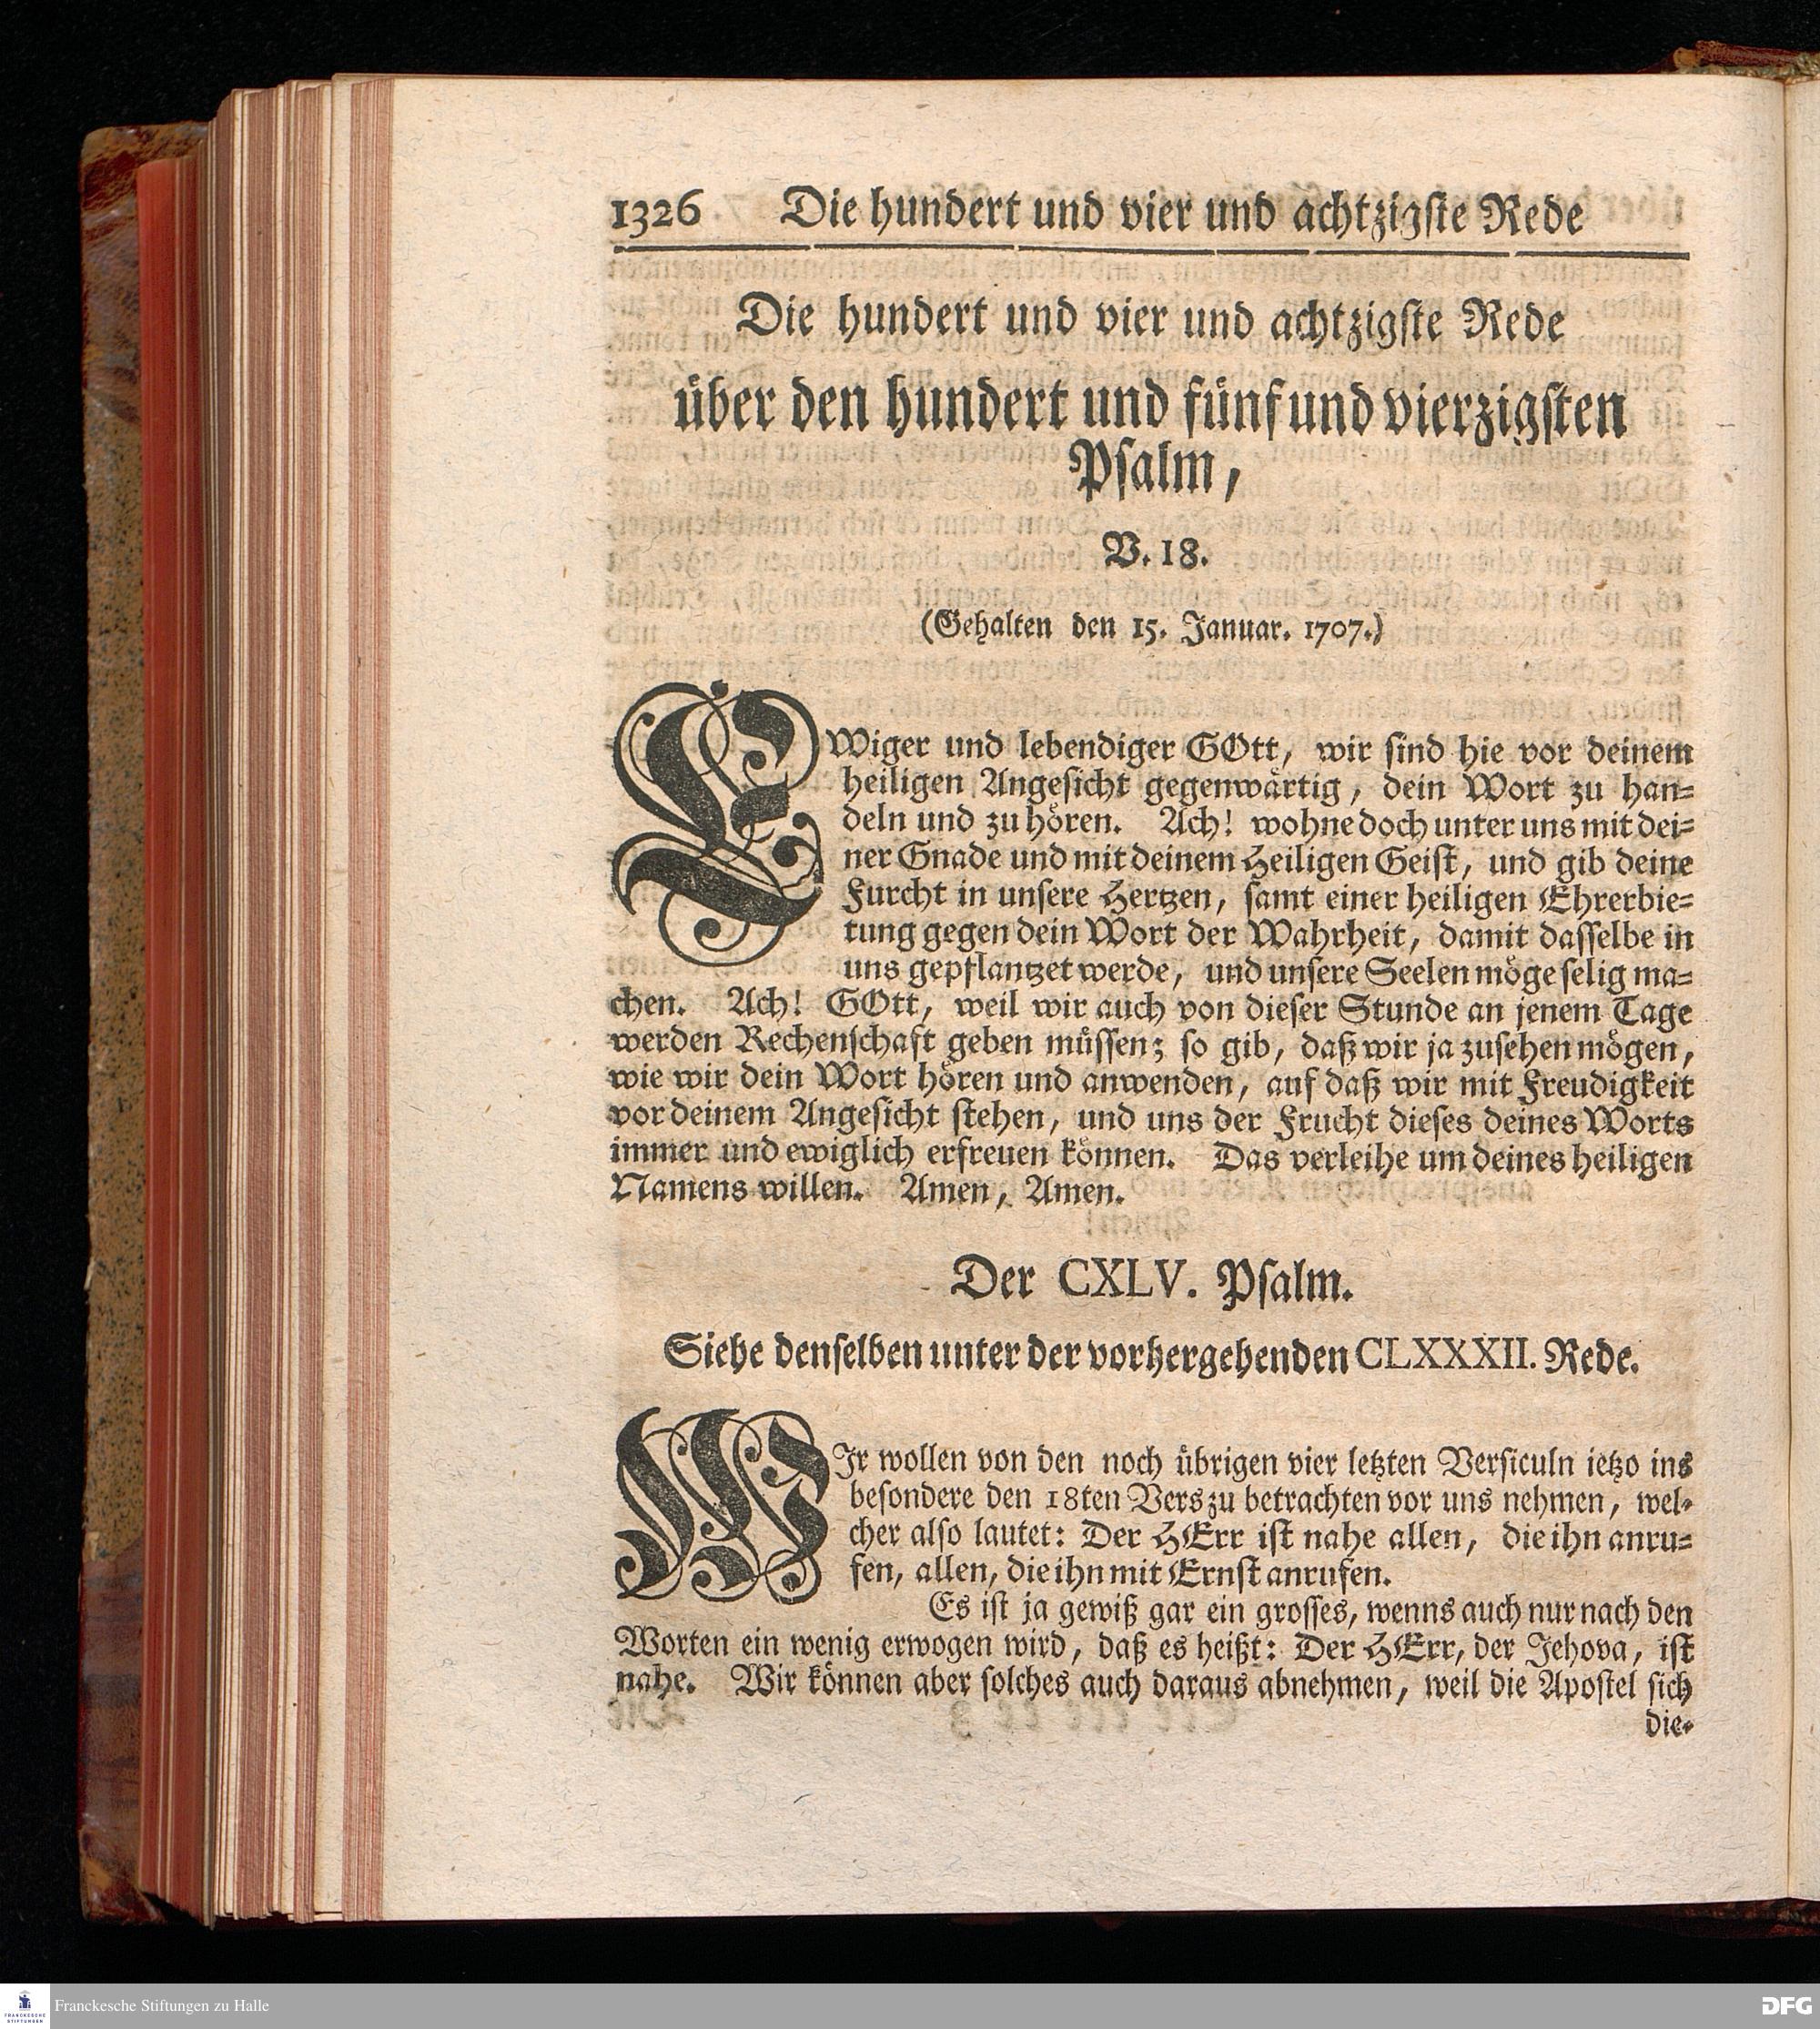 1326 Die hundert und vier und achtzigſte Rede
Die hundert und vier und achtzigſte Rede
über den hundert und fünf und vierzigſten
Pſalm,
V. 18.
(Gehalten den 15. Januar. 1707.)
EWiger und lebendiger GOtt, wir ſind hie vor deinem
heiligen Angeſicht gegenwärtig, dein Wort zu han-
deln und zu hören. Ach! wohne doch unter uns mit dei-
ner Gnade und mit deinem Heiligen Geiſt, und gib deine
Furcht in unſere Hertzen, ſamt einer heiligen Ehrerbie-
tung gegen dein Wort der Wahrheit, damit daſſelbe in
uns gepflantzet werde, und unſere Seelen möge ſelig ma-
chen. Ach! GOtt, weil wir auch von dieſer Stunde an jenem Tage
werden Rechenſchaft geben müſſen; ſo gib, daß wir ja zuſehen mögen,
wie wir dein Wort hören und anwenden, auf daß wir mit Freudigkeit
vor deinem Angeſicht ſtehen, und uns der Frucht dieſes deines Worts
immer und ewiglich erfreuen können. Das verleihe um deines heiligen
Namens willen. Amen, Amen.
Der CXLV. Pſalm.
Siehe denſelben unter der vorhergehenden CLXXXII. Rede.
WIr wollen von den noch übrigen vier letzten Verſiculn ietzo ins
beſondere den 18ten Vers zu betrachten vor uns nehmen, wel-
cher alſo lautet: Der HErr iſt nahe allen, die ihn anru-
fen, allen, die ihn mit Ernſt anrufen.
Es iſt ja gewiß gar ein groſſes, wenns auch nur nach den
Worten ein wenig erwogen wird, daß es heißt: Der HErr, der Jehova, iſt
nahe. Wir können aber ſolches auch daraus abnehmen, weil die Apoſtel ſich
die-
FRANCKESCHE
STIFTUNGEN
Franckesche Stiftungen zu Halle
DFG